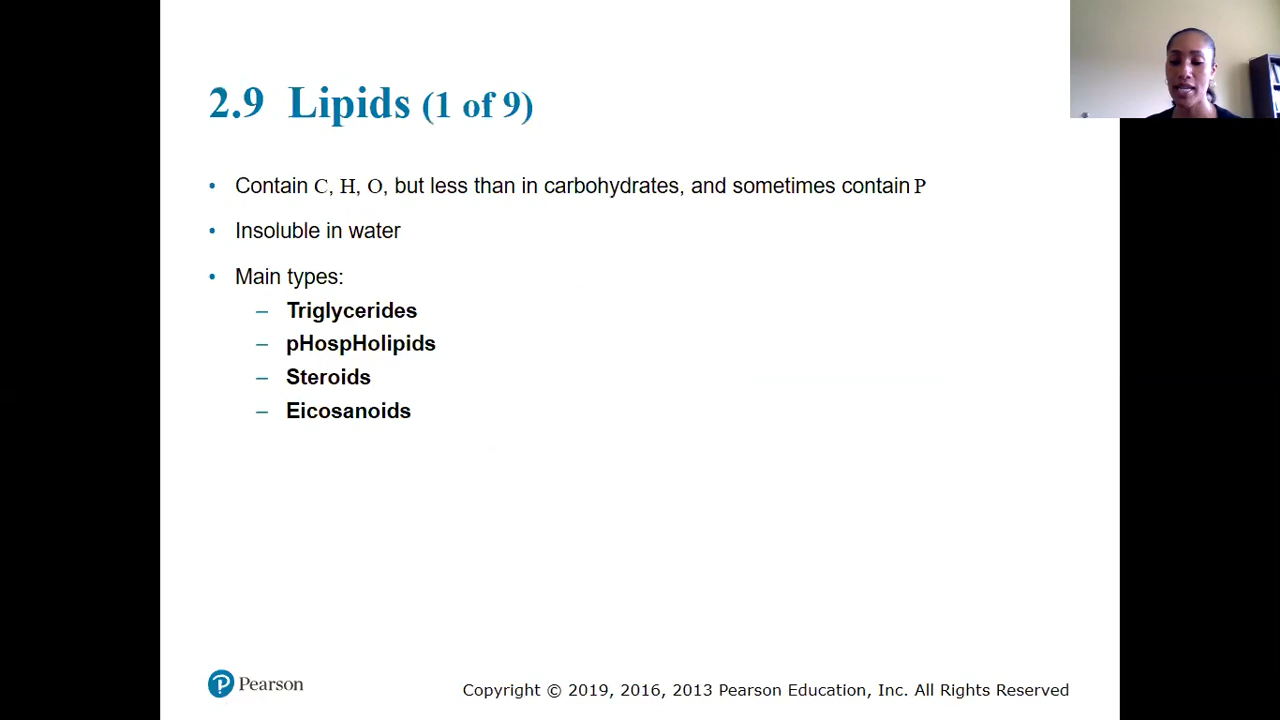 2.9 Lipids (1 of 9)
• Contain C, H, O, but less than in carbohydrates, and sometimes contain P
• Insoluble in water
• Main types:
– Triglycerides
– pHospHolipids
– Steroids
– Eicosanoids
P Pearson
Copyright © 2019, 2016, 2013 Pearson Education, Inc. All Rights Reserved